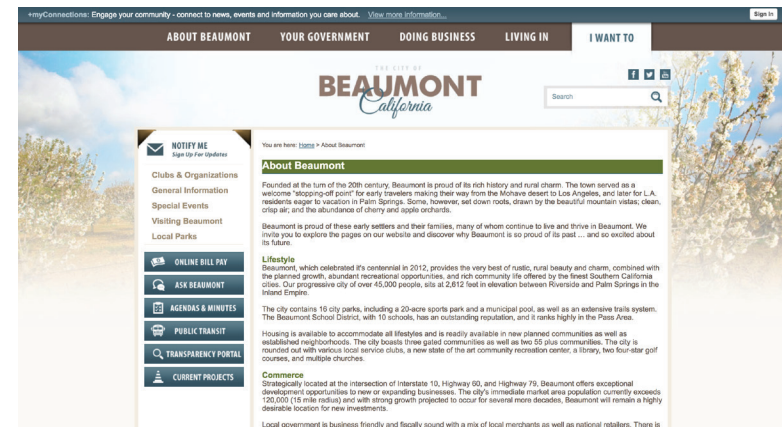 +myConnections: Engage your community - connect to news, events and information you care about. View more information...
Sign In
ABOUT BEAUMONT YOUR GOVERNMENT DOING BUSINESS LIVING IN I WANT TO
THE CITY OF
BEAUMONT
California
Search
NOTIFY ME
Sign Up For Updates
Clubs & Organizations
General Information
Special Events
Visiting Beaumont
Local Parks
ONLINE BILL PAY
ASK BEAUMONT
AGENDAS & MINUTES
PUBLIC TRANSIT
TRANSPARENCY PORTAL
CURRENT PROJECTS
You are here: Home > About Beaumont
About Beaumont
Founded at the turn of the 20th century, Beaumont is proud of its rich history and rural charm. The town served as a
welcome "stopping-off point" for early travelers making their way from the Mohave desert to Los Angeles, and later for L.A.
residents eager to vacation in Palm Springs. Some, however, set down roots, drawn by the beautiful mountain vistas; clean,
crisp air; and the abundance of cherry and apple orchards.
Beaumont is proud of these early settlers and their families, many of whom continue to live and thrive in Beaumont. We
invite you to explore the pages on our website and discover why Beaumont is so proud of its past ... and so excited about
its future.
Lifestyle
Beaumont, which celebrated it's centennial in 2012, provides the very best of rustic, rural beauty and charm, combined with
the planned growth, abundant recreational opportunities, and rich community life offered by the finest Southern California
cities. Our progressive city of over 45,000 people, sits at 2,612 feet in elevation between Riverside and Palm Springs in the
Inland Empire.
The city contains 16 city parks, including a 20-acre sports park and a municipal pool, as well as an extensive trails system.
The Beaumont School District, with 10 schools, has an outstanding reputation, and it ranks highly in the Pass Area.
Housing is available to accommodate all lifestyles and is readily available in new planned communities as well as
established neighborhoods. The city boasts three gated communities as well as two 55 plus communities. The city is
rounded out with various local service clubs, a new state of the art community recreation center, a library, two four-star golf
courses, and multiple churches.
Commerce
Strategically located at the intersection of Interstate 10, Highway 60, and Highway 79, Beaumont offers exceptional
development opportunities to new or expanding businesses. The city's immediate market area population currently exceeds
120,000 (15 mile radius) and with strong growth projected to occur for several more decades, Beaumont will remain a highly
desirable location for new investments.
Local government is business friendly and fiscally sound with a mix of local merchants as well as national retailers. There is